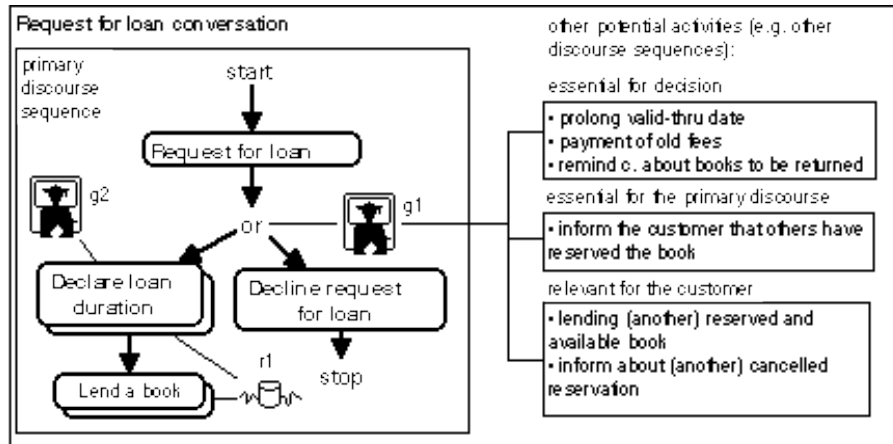 Request for loan conversation
primary
discourse
sequence
start
Request for loan
g2
or
g1
Declare loan
duration
Decline request
for loan
r1
Lend a book
stop
other potential activities (e.g. other
discourse sequences):
essential for decision
• prolong valid-thru date
• payment of old fees
• remind c. about books to be returned
essential for the primary discourse
• inform the customer that others have
reserved the book
relevant for the customer
• lending (another) reserved and
available book
• inform about (another) cancelled
reservation